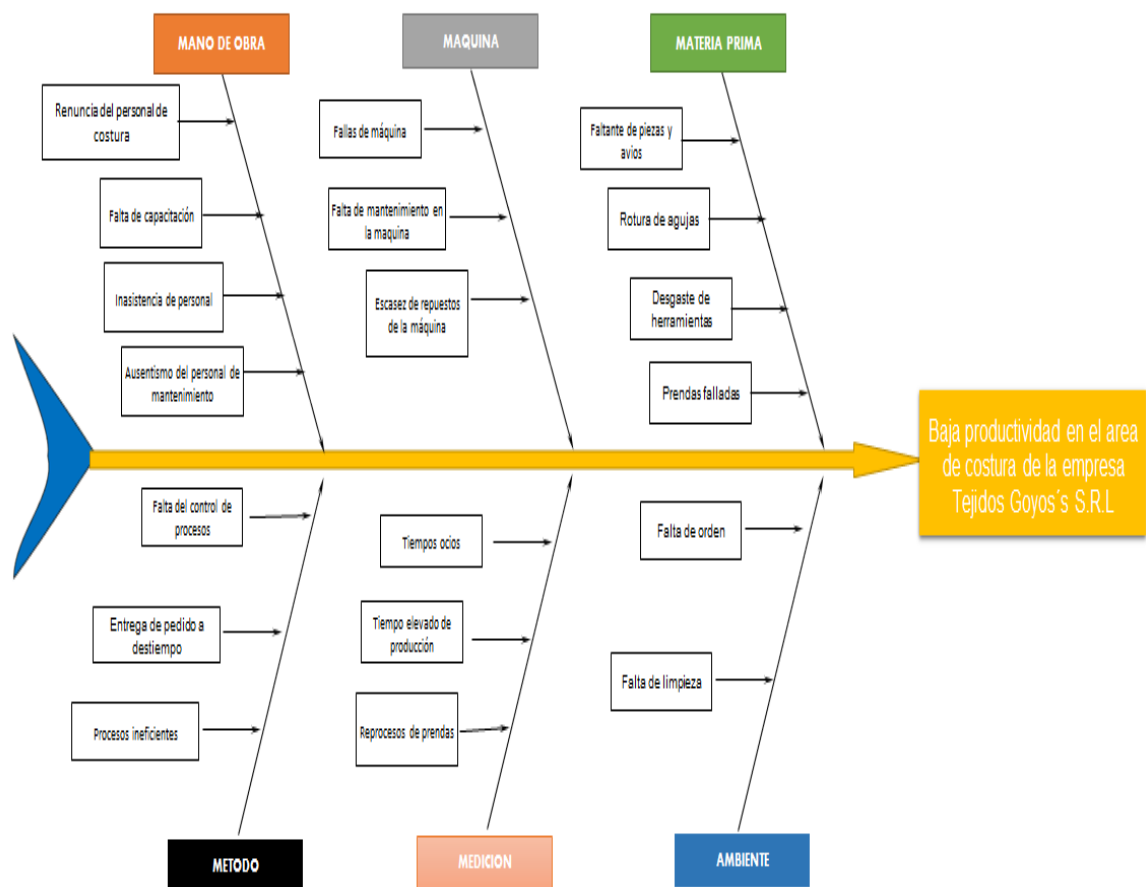 MANO DE OBRA
Renuncia del personal de
costura
Falta de capacitación
Inasistencia de personal
Ausentismo del personal de
mantenimiento
MAQUINA
Fallas de máquina
Falta de mantenimiento en
la maquina
Escasez de repuestos
de la máquina
MATERIA PRIMA
Faltante de piezas y
avios
Rotura de agujas
Desgaste de
herramientas
Prendas falladas
Baja productividad en el area
de costura de la empresa
Tejidos Goyos´s S.R.L
Falta del control de
procesos
Entrega de pedido a
destiempo
Procesos ineficientes
METODO
Tiempos ocios
Tiempo elevado de
producción
Reprocesos de prendas
MEDICION
Falta de orden
Falta de limpieza
AMBIENTE